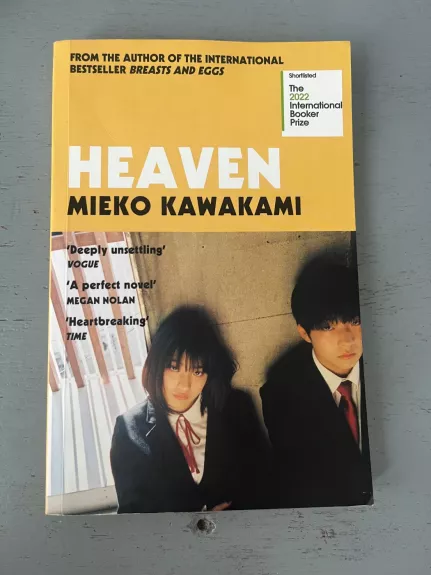 FROM THE AUTHOR OF THE INTERNATIONAL
BESTSELLER BREASTS AND EGGS
Shortlisted
The
2022
International
Booker
Prize
HEAVEN
MIEKO KAWAKAMI
'Deeply unsettling'
VOGUE
'A perfect novel'
MEGAN NOLAN
'Heartbreaking'
TIME